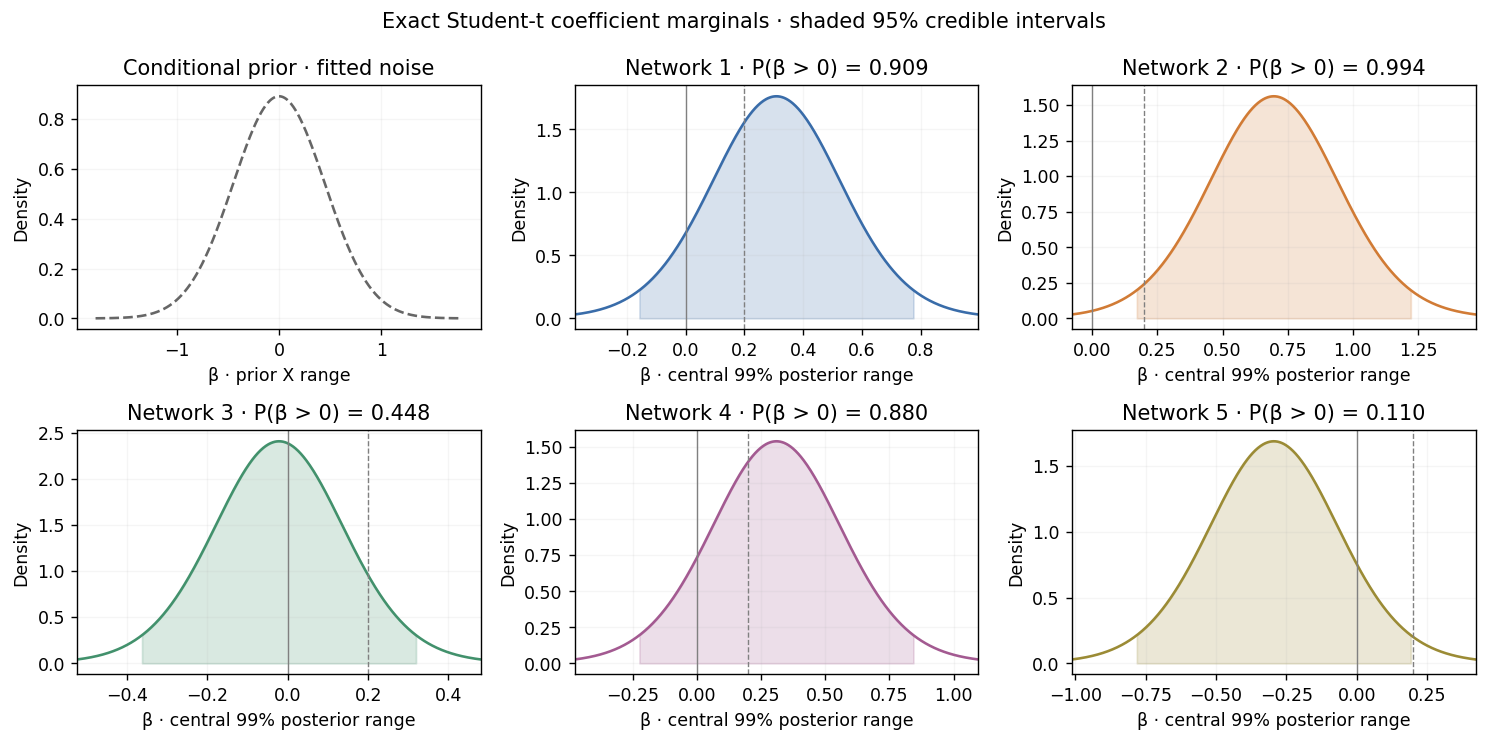 Exact Student-t coefficient marginals · shaded 95% credible intervals
Conditional prior · fitted noise
Density
0.8
0.6
0.4
0.2
0.0
−1 0 1
β · prior X range
Network 1 · P(β > 0) = 0.909
Density
1.5
1.0
0.5
0.0
−0.2 0.0 0.2 0.4 0.6 0.8
β · central 99% posterior range
Network 2 · P(β > 0) = 0.994
Density
1.50
1.25
1.00
0.75
0.50
0.25
0.00
0.00 0.25 0.50 0.75 1.00 1.25
β · central 99% posterior range
Network 3 · P(β > 0) = 0.448
Density
2.5
2.0
1.5
1.0
0.5
0.0
−0.4 −0.2 0.0 0.2 0.4
β · central 99% posterior range
Network 4 · P(β > 0) = 0.880
Density
1.50
1.25
1.00
0.75
0.50
0.25
0.00
−0.25 0.00 0.25 0.50 0.75 1.00
β · central 99% posterior range
Network 5 · P(β > 0) = 0.110
Density
1.5
1.0
0.5
0.0
−1.00 −0.75 −0.50 −0.25 0.00 0.25
β · central 99% posterior range